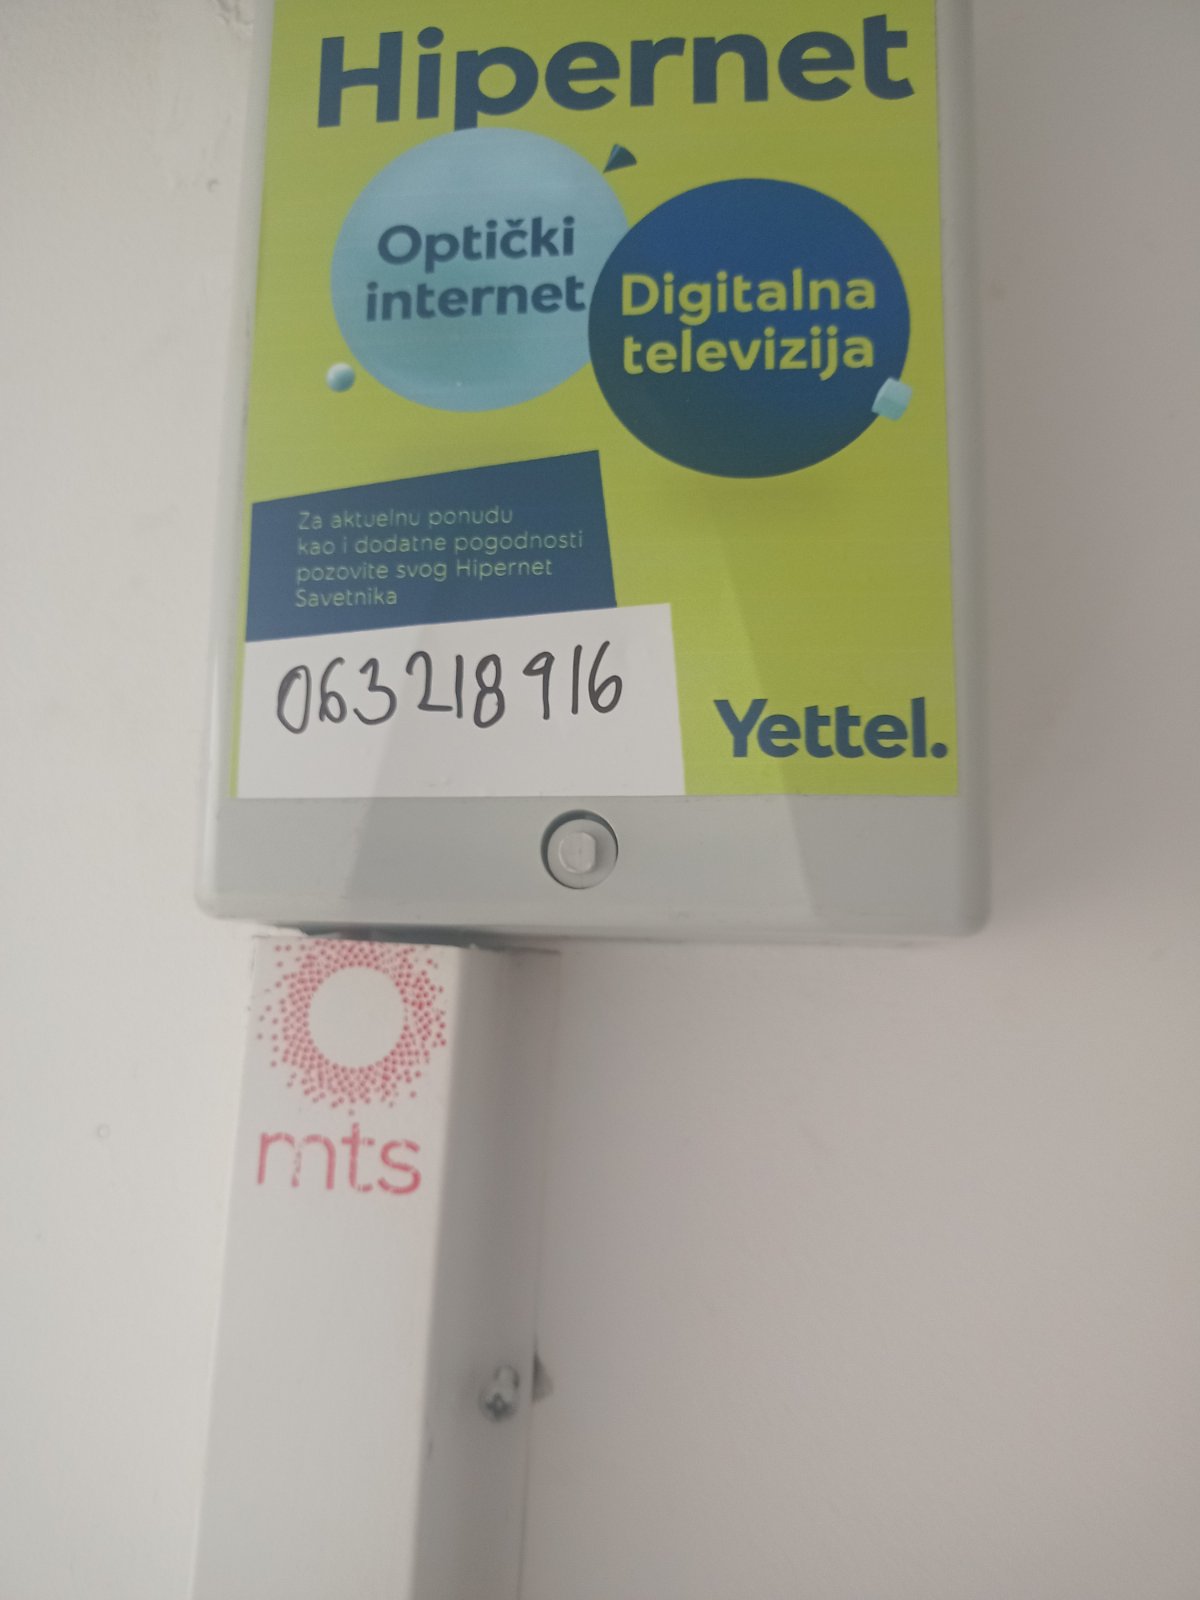 Hipernet
Optički
internet
Digitalna
televizija
Za aktuelnu ponudu
kao i dodatne pogodnosti
pozovite svog Hipernet
Savetnika
063218916
Yettel.
mts